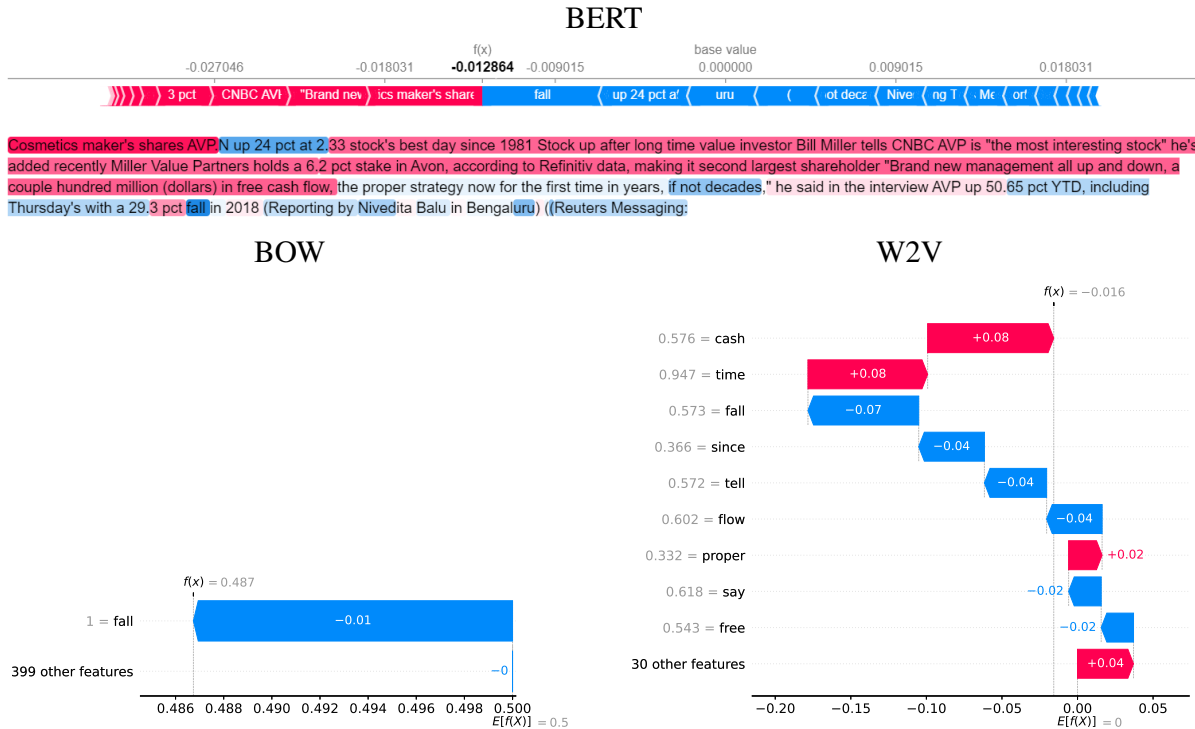 BERT
f(x) base value
-0.027046 -0.018031 -0.012864 -0.009015 0.000000 0.009015 0.018031
3 pct CNBC AVI "Brand nev ics maker's share fall up 24 pct a uru ( ot deca Nive ng T . Me or
Cosmetics maker's shares AVP.N up 24 pct at 2.33 stock's best day since 1981 Stock up after long time value investor Bill Miller tells CNBC AVP is "the most interesting stock" he's
added recently Miller Value Partners holds a 6.2 pct stake in Avon, according to Refinitiv data, making it second largest shareholder "Brand new management all up and down, a
couple hundred million (dollars) in free cash flow, the proper strategy now for the first time in years, if not decades," he said in the interview AVP up 50.65 pct YTD, including
Thursday's with a 29.3 pct fall in 2018 (Reporting by Nivedita Balu in Bengaluru) ((Reuters Messaging:
BOW
f(x) = 0.487
1 = fall −0.01
399 other features −0
0.486 0.488 0.490 0.492 0.494 0.496 0.498 0.500
E[f(X)] = 0.5
W2V
f(x) = −0.016
0.576 = cash +0.08
0.947 = time +0.08
0.573 = fall −0.07
0.366 = since −0.04
0.572 = tell −0.04
0.602 = flow −0.04
0.332 = proper +0.02
0.618 = say −0.02
0.543 = free −0.02
30 other features +0.04
−0.20 −0.15 −0.10 −0.05 0.00 0.05
E[f(X)] = 0